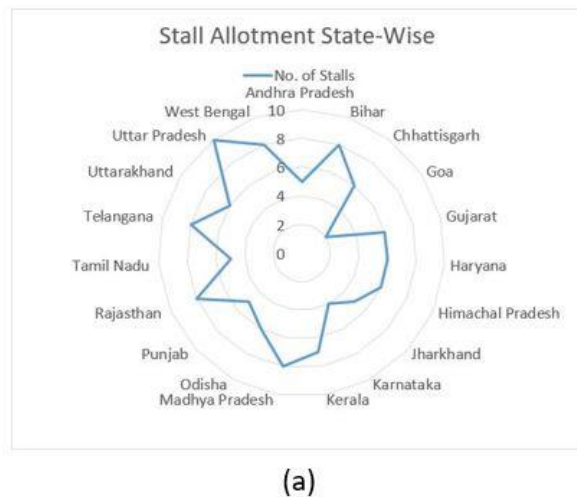 Stall Allotment State-Wise
No. of Stalls
Andhra Pradesh
Bihar
Chhattisgarh
Goa
Gujarat
Haryana
Himachal Pradesh
Jharkhand
Karnataka
Kerala
Madhya Pradesh
Odisha
Punjab
Rajasthan
Tamil Nadu
Telangana
Uttarakhand
Uttar Pradesh
West Bengal
10
8
6
4
2
0
(a)